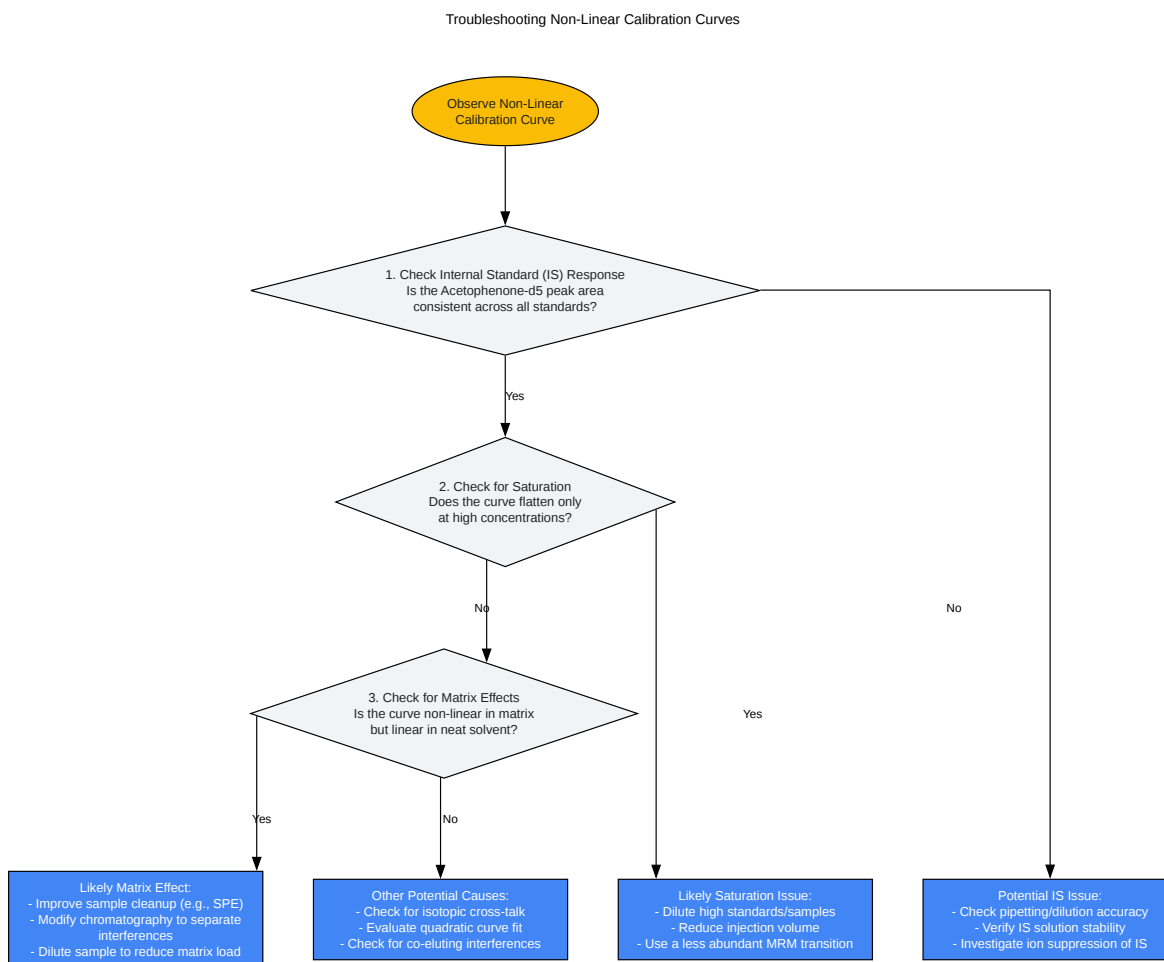 Troubleshooting Non-Linear Calibration Curves
Observe Non-Linear
Calibration Curve
1. Check Internal Standard (IS) Response
Is the Acetophenone-d5 peak area
consistent across all standards?
Yes
2. Check for Saturation
Does the curve flatten only
at high concentrations?
No
No
3. Check for Matrix Effects
Is the curve non-linear in matrix
but linear in neat solvent?
Yes
Yes
No
Likely Matrix Effect:
- Improve sample cleanup (e.g., SPE)
- Modify chromatography to separate
interferences
- Dilute sample to reduce matrix load
Other Potential Causes:
- Check for isotopic cross-talk
- Evaluate quadratic curve fit
- Check for co-eluting interferences
Likely Saturation Issue:
- Dilute high standards/samples
- Reduce injection volume
- Use a less abundant MRM transition
Potential IS Issue:
- Check pipetting/dilution accuracy
- Verify IS solution stability
- Investigate ion suppression of IS